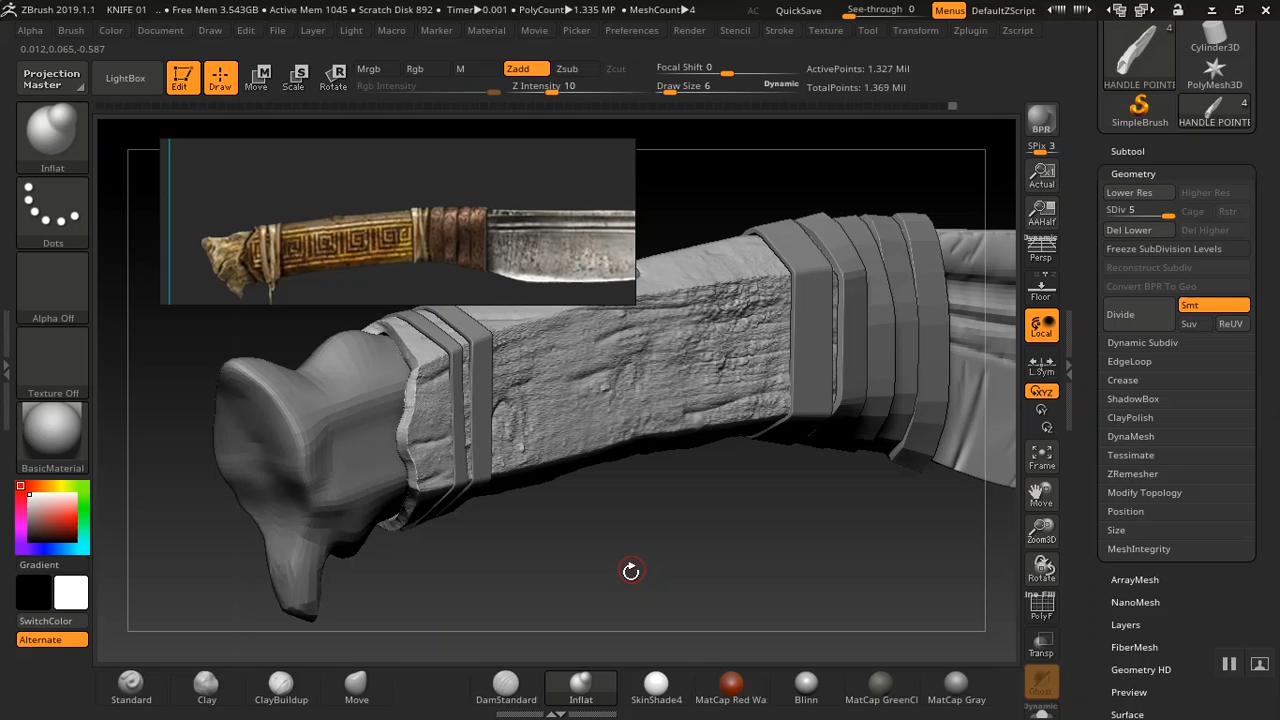 ZBrush 2019.1.1 KNIFE 01 .. • Free Mem 3.543GB • Active Mem 1045 • Scratch Disk 892 • Timer▶0.001 • PolyCount▶1.335 MP • MeshCount▶4 AC QuickSave See-through 0 Menus DefaultZScript
Alpha Brush Color Document Draw Edit File Layer Light Macro Marker Material Movie Picker Preferences Render Stencil Stroke Texture Tool Transform Zplugin Zscript
0.012,0.065,-0.587
Projection
Master
LightBox
Edit
Draw
Move
Scale
Rotate
Mrgb Rgb M
Rgb Intensity
Zadd Zsub Zcut
Z Intensity 10
Focal Shift 0
Draw Size 6 Dynamic
ActivePoints: 1.327 Mil
TotalPoints: 1.369 Mil
Inflat
Dots
Alpha Off
Texture Off
BasicMaterial
Gradient
SwitchColor
Alternate
BPR
SPix 3
Actual
AAHalf
Dynamic
Persp
Floor
Local
L.Sym
XYZ
Y
Z
Frame
Move
Zoom3D
Rotate
PolyF
Transp
Ghost
Dynamic
4
HANDLE POINTE
Cylinder3D
PolyMesh3D
SimpleBrush
4
HANDLE POINTE
Subtool
Geometry
Lower Res Higher Res
SDiv 5 Cage Rstr
Del Lower Del Higher
Freeze SubDivision Levels
Reconstruct Subdiv
Convert BPR To Geo
Divide
Smt
Suv ReUV
Dynamic Subdiv
EdgeLoop
Crease
ShadowBox
ClayPolish
DynaMesh
Tessimate
ZRemesher
Modify Topology
Position
Size
MeshIntegrity
ArrayMesh
NanoMesh
Layers
FiberMesh
Geometry HD
Preview
Surface
Standard Clay ClayBuildup Move DamStandard Inflat SkinShade4 MatCap Red Wa Blinn MatCap GreenCl MatCap Gray